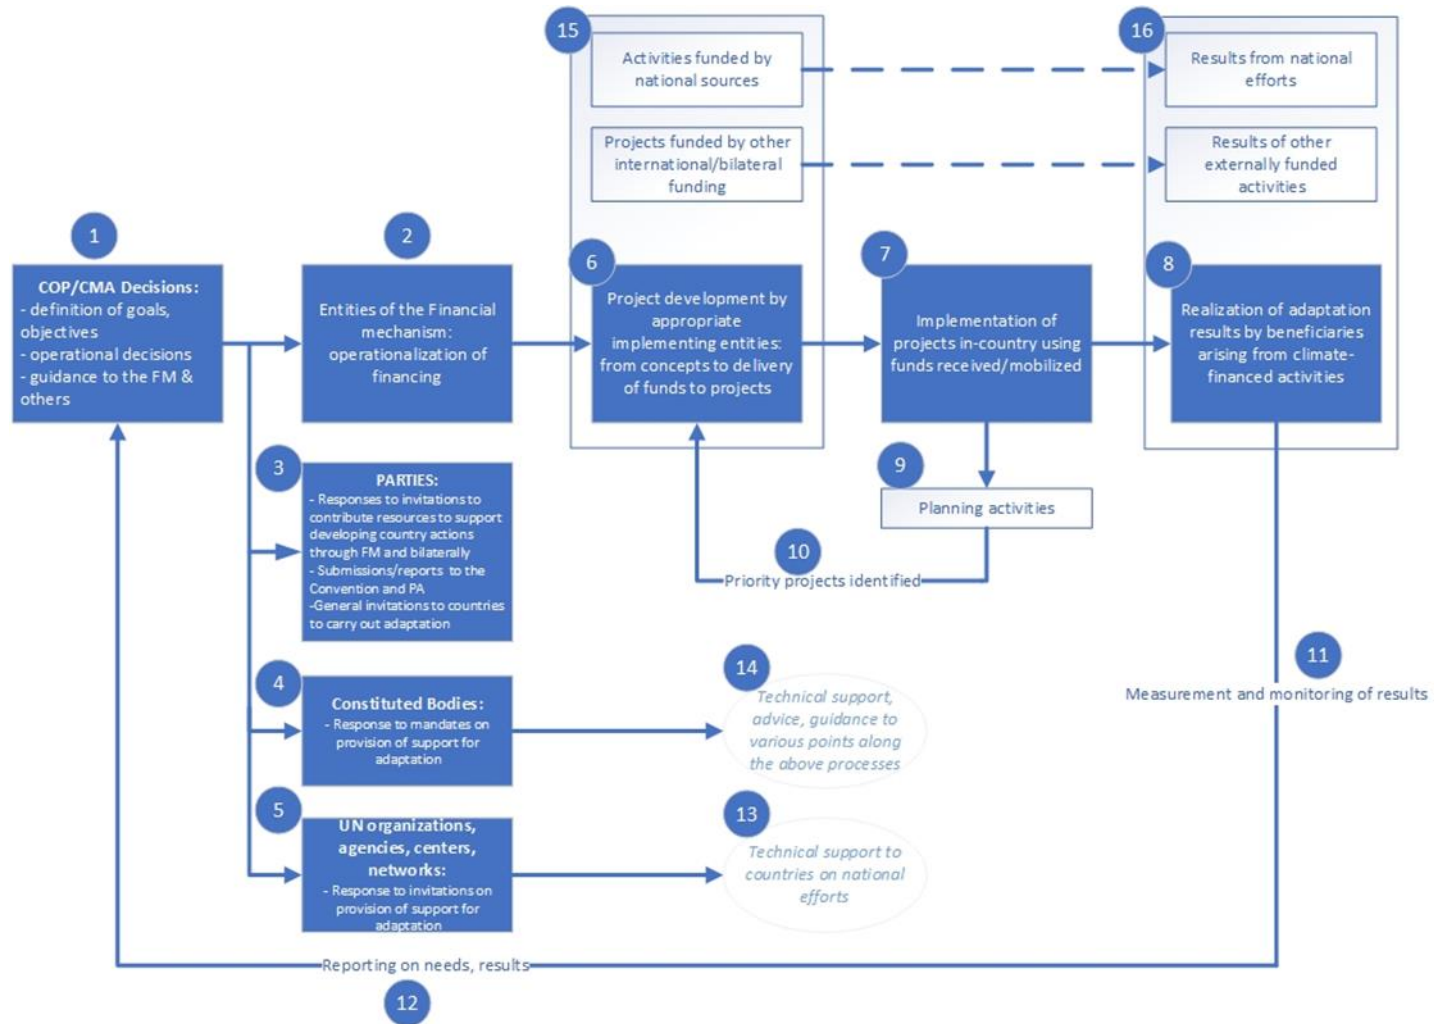 15
Activities funded by
national sources
16
Results from national
efforts
Projects funded by other
international/bilateral
funding
Results of other
externally funded
activities
1
COP/CMA Decisions:
- definition of goals,
objectives
- operational decisions
- guidance to the FM &
others
2
Entities of the Financial
mechanism:
operationalization of
financing
6
Project development by
appropriate
implementing entities:
from concepts to delivery
of funds to projects
7
Implementation of
projects in-country using
funds received/mobilized
8
Realization of adaptation
results by beneficiaries
arising from climate-
financed activities
3
PARTIES:
- Responses to invitations to
contribute resources to support
developing country actions
through FM and bilaterally
- Submissions/reports to the
Convention and PA
-General invitations to countries
to carry out adaptation
9
Planning activities
10
Priority projects identified
4
Constituted Bodies:
- Response to mandates on
provision of support for
adaptation
14
Technical support,
advice, guidance to
various points along
the above processes
11
Measurement and monitoring of results
5
UN organizations,
agencies, centers,
networks:
- Response to invitations on
provision of support for
adaptation
13
Technical support to
countries on national
efforts
Reporting on needs, results
12